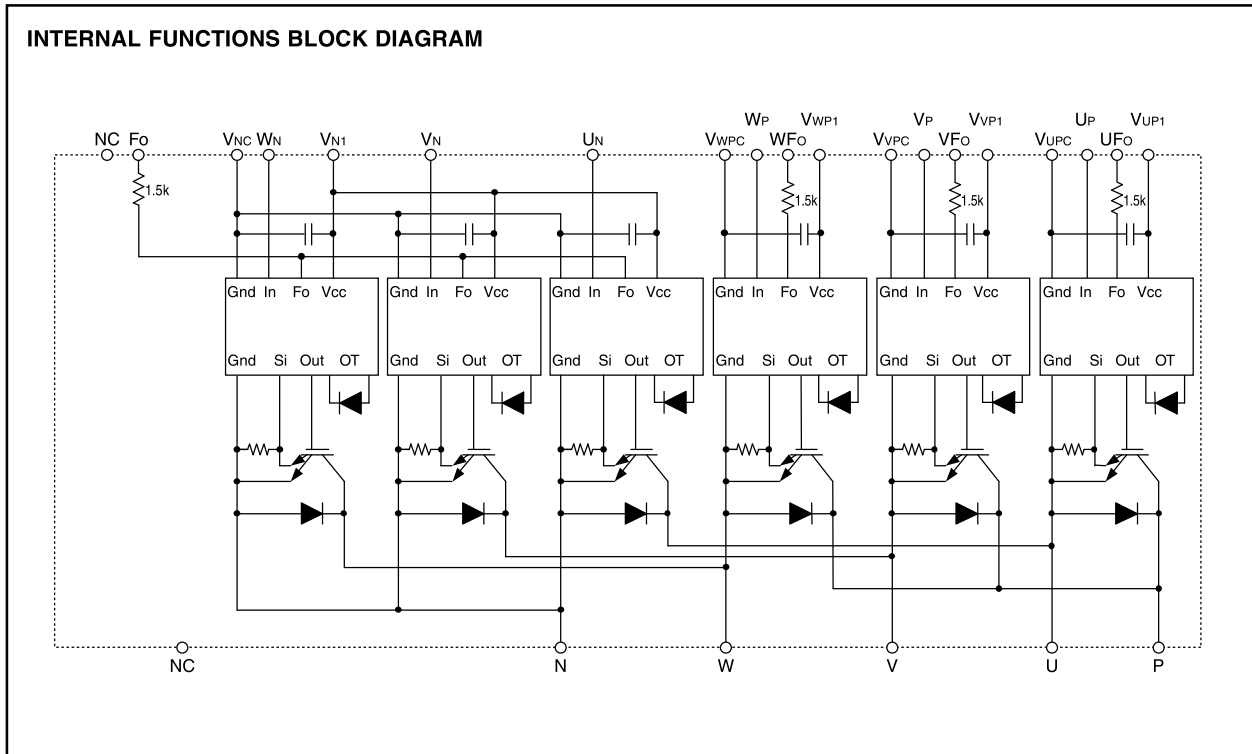 INTERNAL FUNCTIONS BLOCK DIAGRAM
WP VWP1 VP VVP1 UP VUP1
NC FO VNC WN VN1 VN UN VWPC WFO VVPC VFO VUPC UFO
1.5k 1.5k 1.5k 1.5k
Gnd In Fo Vcc Gnd In Fo Vcc Gnd In Fo Vcc Gnd In Fo Vcc Gnd In Fo Vcc Gnd In Fo Vcc
Gnd Si Out OT Gnd Si Out OT Gnd Si Out OT Gnd Si Out OT Gnd Si Out OT Gnd Si Out OT
NC N W V U P